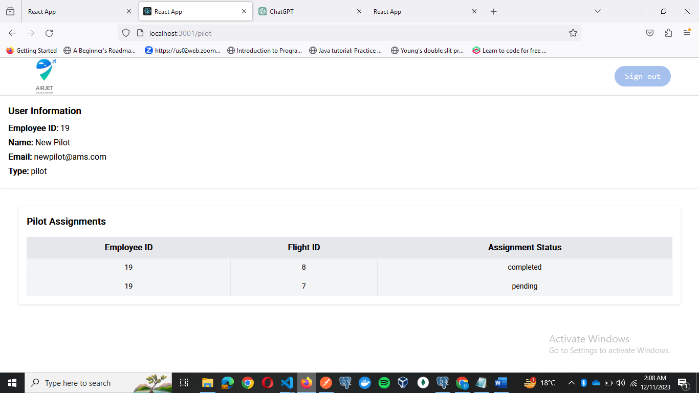 React App
React App
ChatGPT
React App
localhost:3001/pilot
Getting Started
A Beginner's Roadma...
https://us02web.zoom...
Introduction to Progra...
Java tutorial: Practice ...
Young's double slit pr...
Learn to code for free ...
AIRJET
Sign out
User Information
Employee ID: 19
Name: New Pilot
Email: newpilot@ams.com
Type: pilot
Pilot Assignments
Employee ID Flight ID Assignment Status
19 8 completed
19 7 pending
Activate Windows
Go to Settings to activate Windows.
Type here to search
18°C
2:08 AM
12/11/2023